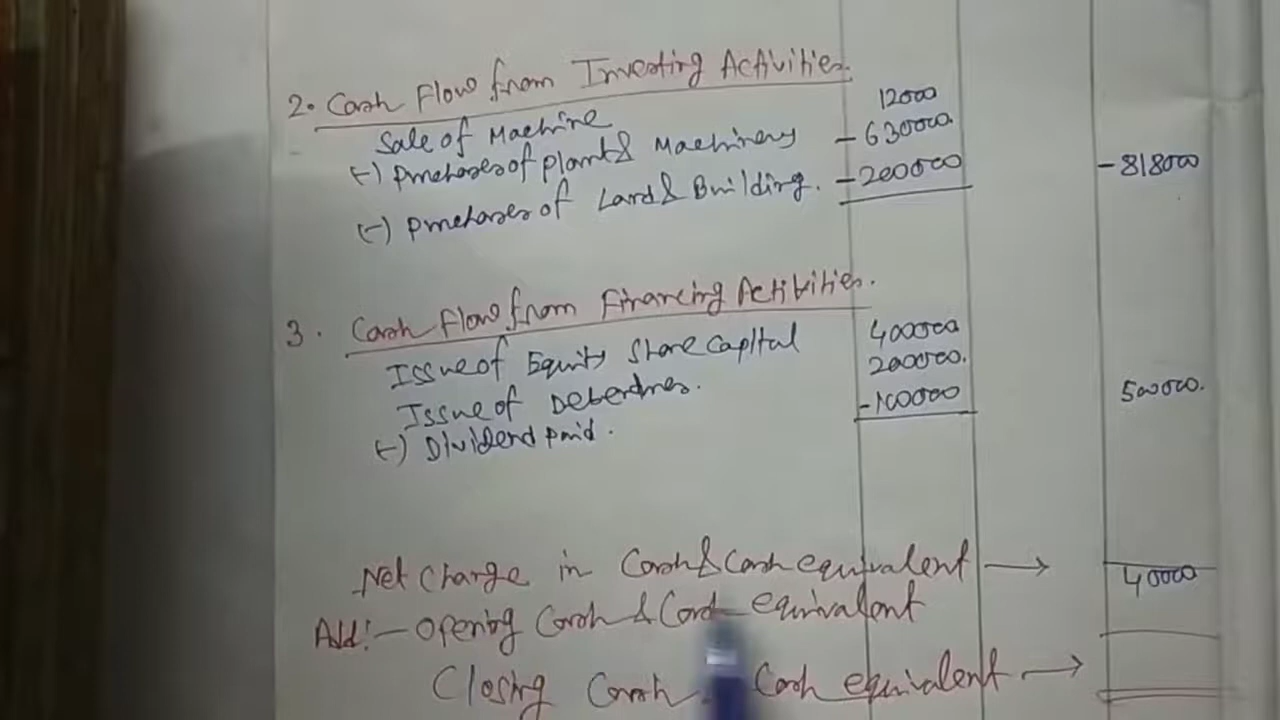 2. Cash Flow from Investing Activities.
Sale of Machine 12000
(-) Purchases of Plant & Machinery - 630000.
(-) Purchases of Land & Building. - 200000 - 818000
3. Cash Flow from Financing Activities.
Issue of Equity Share Capital 400000
Issue of Debentures. 200000.
(-) Dividend Paid. - 100000 500000.
Net Change in Cash & Cash equivalent → 40000
Add:- Opening Cash & Cash equivalent
Closing Cash Cash equivalent →